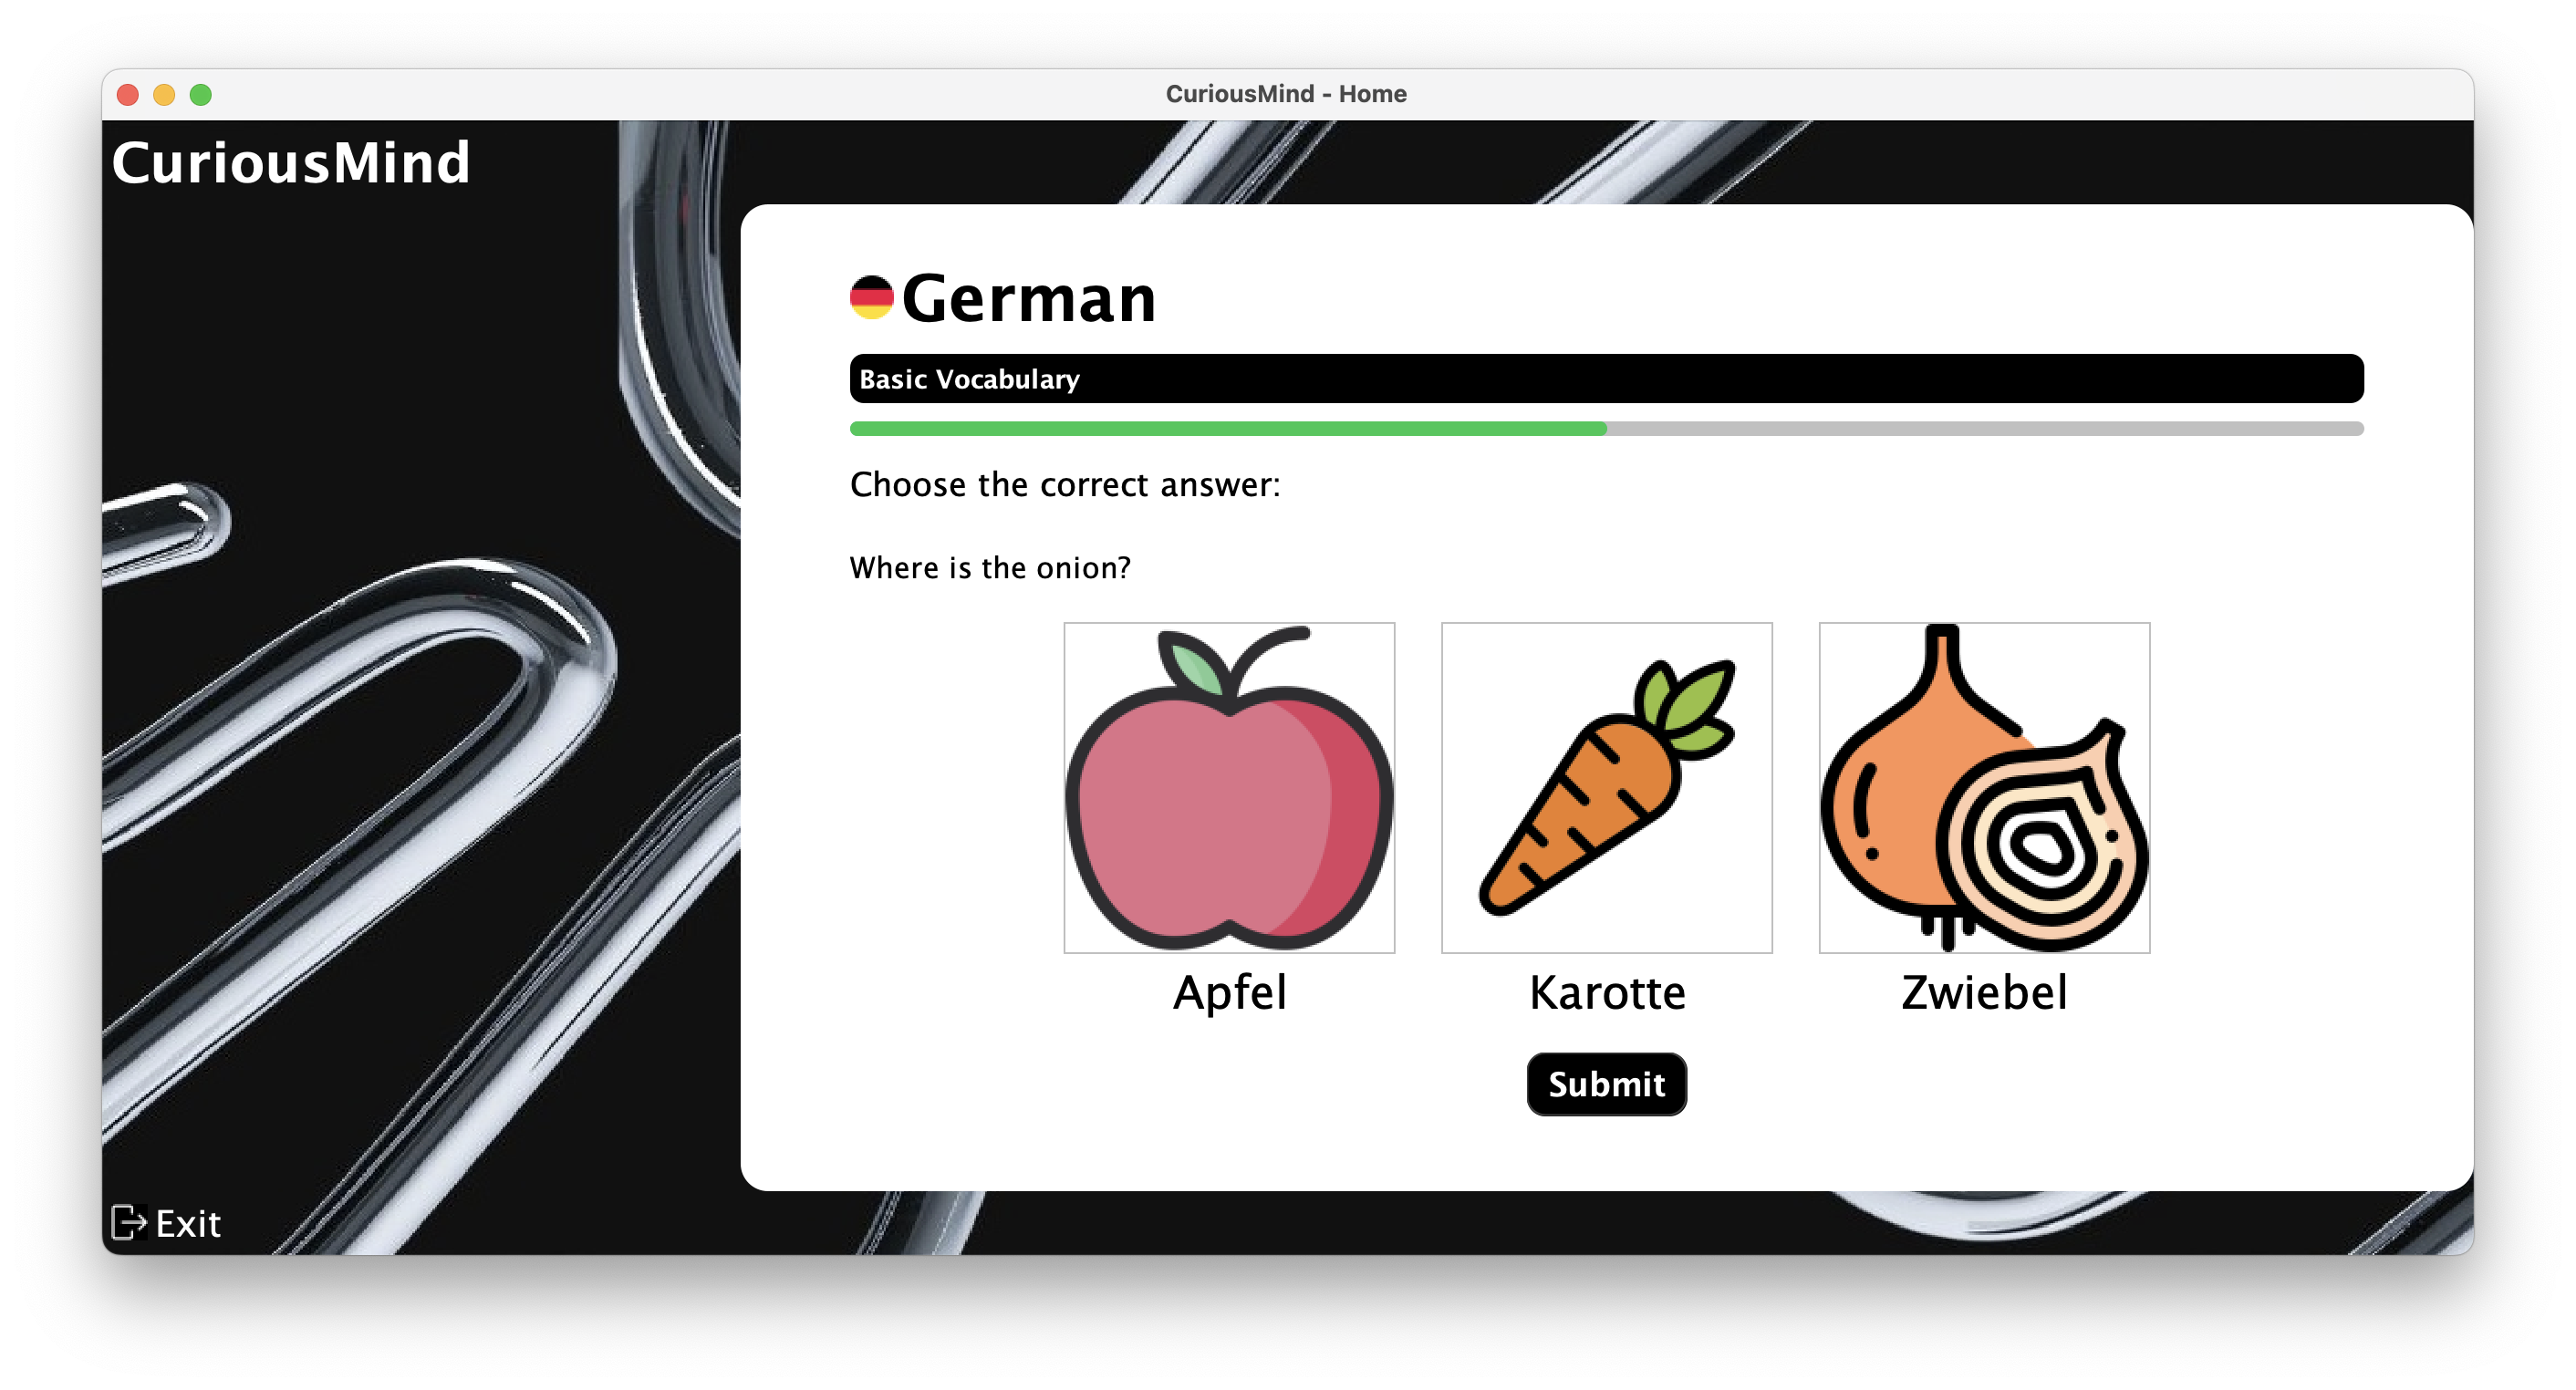 CuriousMind - Home
CuriousMind
German
Basic Vocabulary
Choose the correct answer:
Where is the onion?
Apfel
Karotte
Zwiebel
Submit
Exit